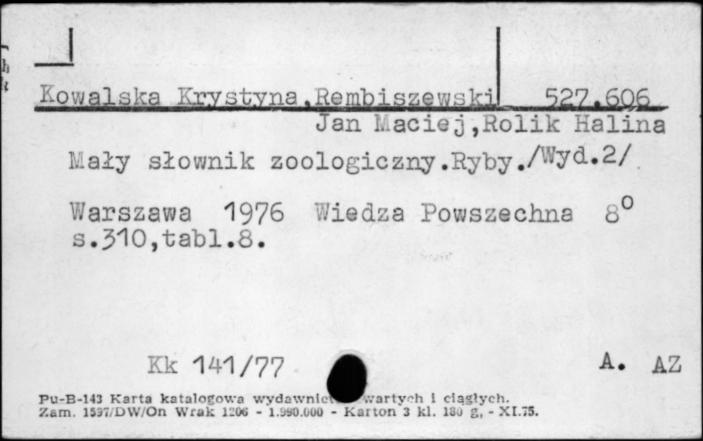 Kowalska Krystyna,Rembiszewski 527.606
Jan Maciej,Rolik Halina
Mały słownik zoologiczny.Ryby./Wyd.2/
Warszawa 1976 Wiedza Powszechna 8°
s.310,tabl.8.
Kk 141/77 A. AZ
Pu-B-143 Karta katalogowa wydawnict wartych i ciągłych.
Zam. 1597/DW/On Wrak 1206 - 1.990.000 - Karton 3 kl. 180 g, - XI.75.